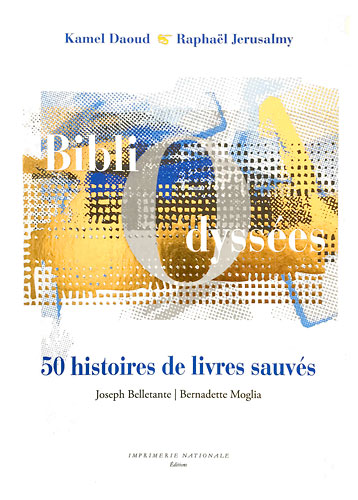 Kamel Daoud Raphaël Jerusalmy
Bibli
O
dyssées
50 histoires de livres sauvés
Joseph Belletante | Bernadette Moglia
IMPRIMERIE NATIONALE
Éditions